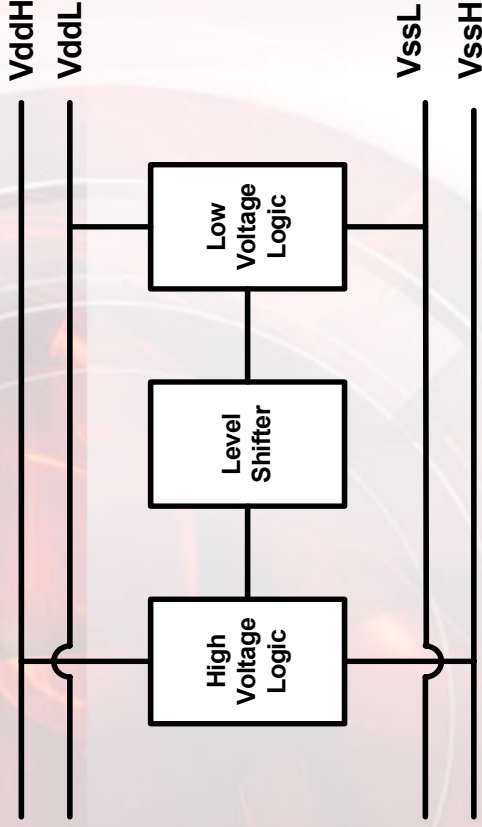 VddH
VddL
VssL
VssH
Low
Voltage
Logic
Level
Shifter
High
Voltage
Logic